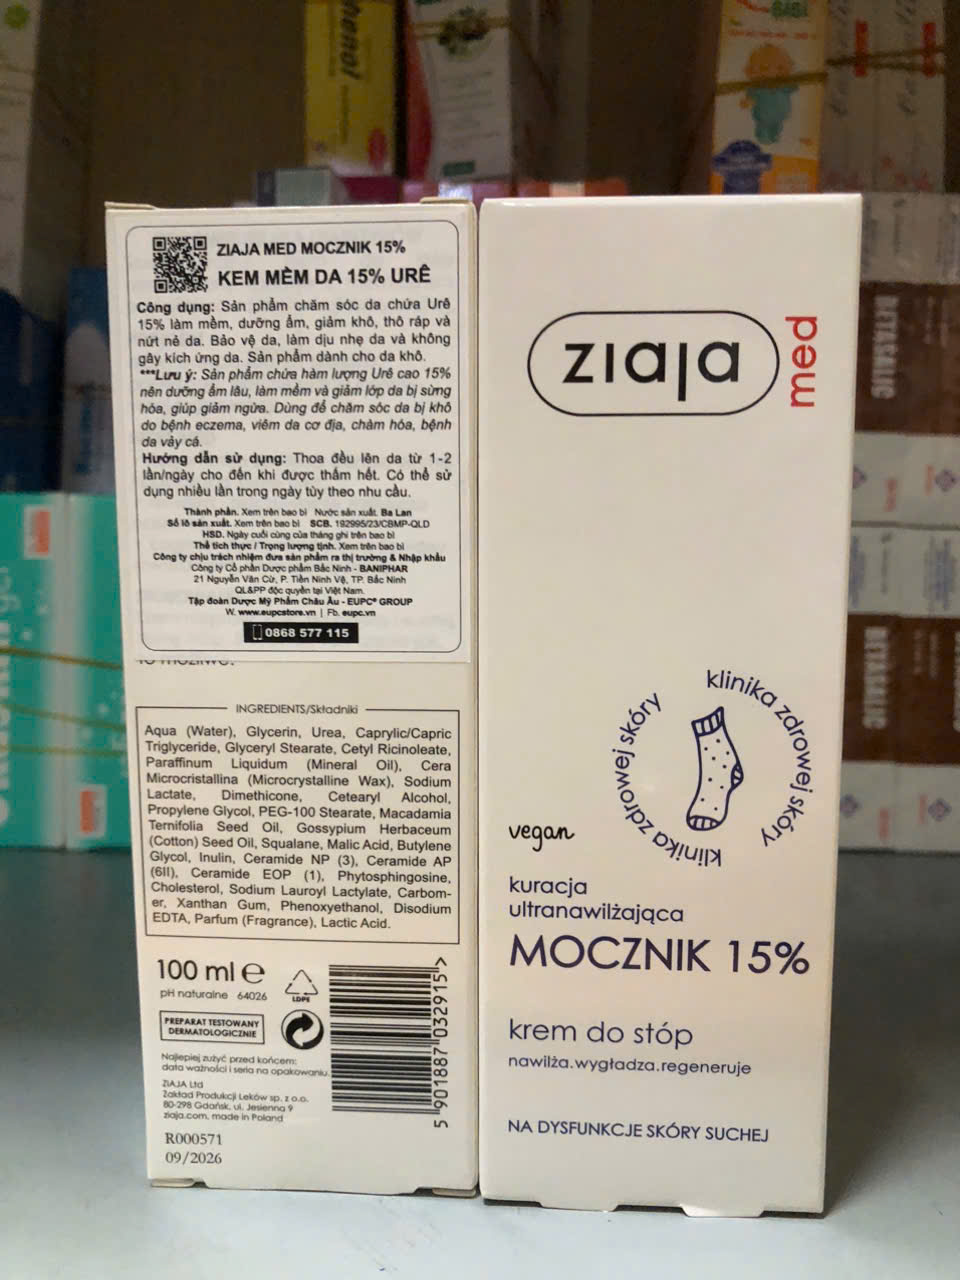 ZIAJA MED MOCZNIK 15%
KEM MỀM DA 15% URÊ
Công dụng: Sản phẩm chăm sóc da chứa Urê
15% làm mềm, dưỡng ẩm, giảm khô, thô ráp và
nứt nẻ da. Bảo vệ da, làm dịu nhẹ da và không
gây kích ứng da. Sản phẩm dành cho da khô.
***Lưu ý: Sản phẩm chứa hàm lượng Urê cao 15%
nên dưỡng ẩm lâu, làm mềm và giảm lớp da bị sừng
hóa, giúp giảm ngứa. Dùng để chăm sóc da bị khô
do bệnh eczema, viêm da cơ địa, chàm hóa, bệnh
da vảy cá.
Hướng dẫn sử dụng: Thoa đều lên da từ 1-2
lần/ngày cho đến khi được thấm hết. Có thể sử
dụng nhiều lần trong ngày tùy theo nhu cầu.
Thành phần. Xem trên bao bì Nước sản xuất. Ba Lan
Số lô sản xuất. Xem trên bao bì SCB. 192995/23/CBMP-QLD
HSD. Ngày cuối cùng của tháng ghi trên bao bì
Thể tích thực / Trọng lượng tịnh. Xem trên bao bì
Công ty chịu trách nhiệm đưa sản phẩm ra thị trường & Nhập khẩu
Công ty Cổ phần Dược phẩm Bắc Ninh - BANIPHAR
21 Nguyễn Văn Cừ, P. Tiền Ninh Vệ, TP. Bắc Ninh
QL&PP độc quyền tại Việt Nam.
Tập đoàn Dược Mỹ Phẩm Châu Âu - EUPC® GROUP
W. www.eupcstore.vn | Fb. eupc.vn
0868 577 115
INGREDIENTS/Składniki
Aqua (Water), Glycerin, Urea, Caprylic/Capric
Triglyceride, Glyceryl Stearate, Cetyl Ricinoleate,
Paraffinum Liquidum (Mineral Oil), Cera
Microcristallina (Microcrystalline Wax), Sodium
Lactate, Dimethicone, Cetearyl Alcohol,
Propylene Glycol, PEG-100 Stearate, Macadamia
Ternifolia Seed Oil, Gossypium Herbaceum
(Cotton) Seed Oil, Squalane, Malic Acid, Butylene
Glycol, Inulin, Ceramide NP (3), Ceramide AP
(6II), Ceramide EOP (1), Phytosphingosine,
Cholesterol, Sodium Lauroyl Lactylate, Carbom-
er, Xanthan Gum, Phenoxyethanol, Disodium
EDTA, Parfum (Fragrance), Lactic Acid.
100 ml ℮
pH naturalne 64026
LDPE
PREPARAT TESTOWANY
DERMATOLOGICZNIE
Najlepiej zużyć przed końcem:
data ważności i seria na opakowaniu.
ZIAJA Ltd
Zakład Produkcji Leków sp. z o.o.
80-298 Gdańsk, ul. Jesienna 9
ziaja.com, made in Poland
R000571
09/2026
5 901887 032915
ziaja
med
klinika zdrowej skóry
klinika zdrowej skóry
vegan
kuracja
ultranawilżająca
MOCZNIK 15%
krem do stóp
nawilża.wygładza.regeneruje
NA DYSFUNKCJE SKÓRY SUCHEJ
BETASALIC
BETASALIC